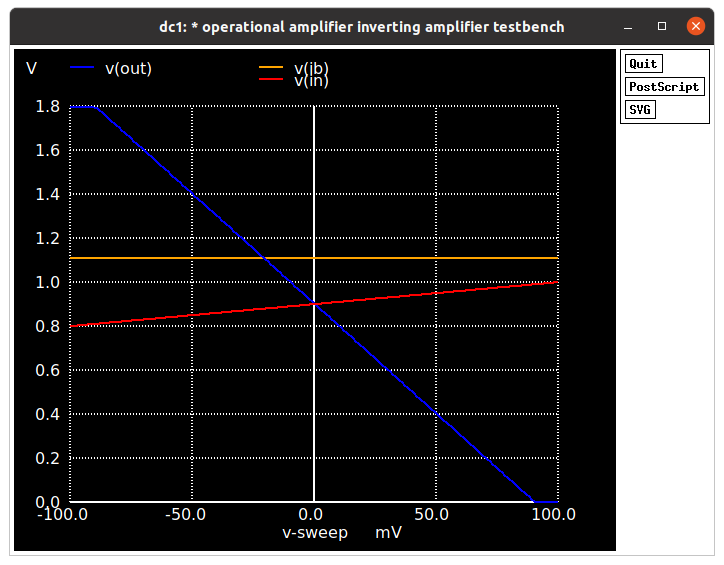 dc1: * operational amplifier inverting amplifier testbench
V v(out) v(ib)
v(in)
Quit
PostScript
SVG
1.8
1.6
1.4
1.2
1.0
0.8
0.6
0.4
0.2
0.0
-100.0 -50.0 0.0 50.0 100.0
v-sweep mV